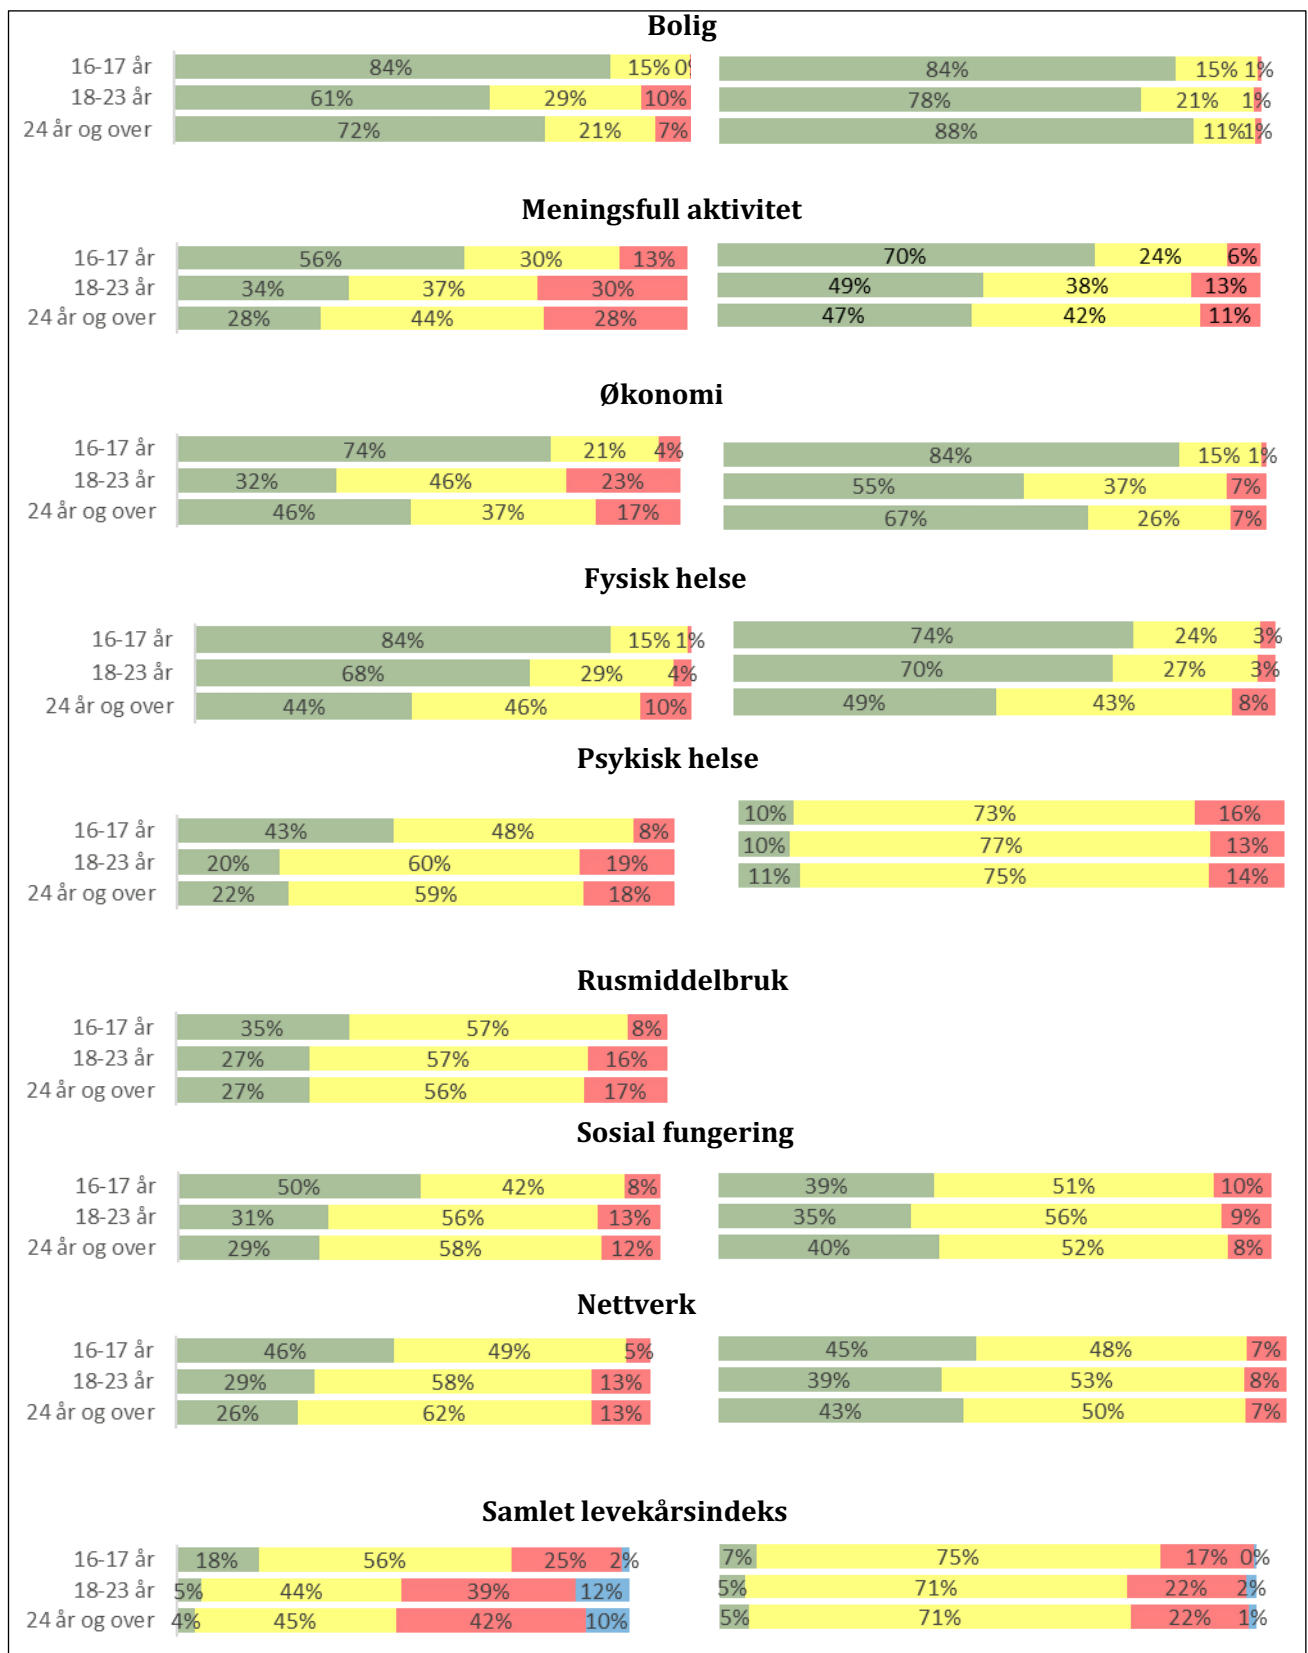 Bolig
16-17 år 84% 15% 0% 84% 15% 1%
18-23 år 61% 29% 10% 78% 21% 1%
24 år og over 72% 21% 7% 88% 11% 1%
Meningsfull aktivitet
16-17 år 56% 30% 13% 70% 24% 6%
18-23 år 34% 37% 30% 49% 38% 13%
24 år og over 28% 44% 28% 47% 42% 11%
Økonomi
16-17 år 74% 21% 4% 84% 15% 1%
18-23 år 32% 46% 23% 55% 37% 7%
24 år og over 46% 37% 17% 67% 26% 7%
Fysisk helse
16-17 år 84% 15% 1% 74% 24% 3%
18-23 år 68% 29% 4% 70% 27% 3%
24 år og over 44% 46% 10% 49% 43% 8%
Psykisk helse
16-17 år 43% 48% 8% 10% 73% 16%
18-23 år 20% 60% 19% 10% 77% 13%
24 år og over 22% 59% 18% 11% 75% 14%
Rusmiddelbruk
16-17 år 35% 57% 8%
18-23 år 27% 57% 16%
24 år og over 27% 56% 17%
Sosial fungering
16-17 år 50% 42% 8% 39% 51% 10%
18-23 år 31% 56% 13% 35% 56% 9%
24 år og over 29% 58% 12% 40% 52% 8%
Nettverk
16-17 år 46% 49% 5% 45% 48% 7%
18-23 år 29% 58% 13% 39% 53% 8%
24 år og over 26% 62% 13% 43% 50% 7%
Samlet levekårsindeks
16-17 år 18% 56% 25% 2% 7% 75% 17% 0%
18-23 år 5% 44% 39% 12% 5% 71% 22% 2%
24 år og over 4% 45% 42% 10% 5% 71% 22% 1%